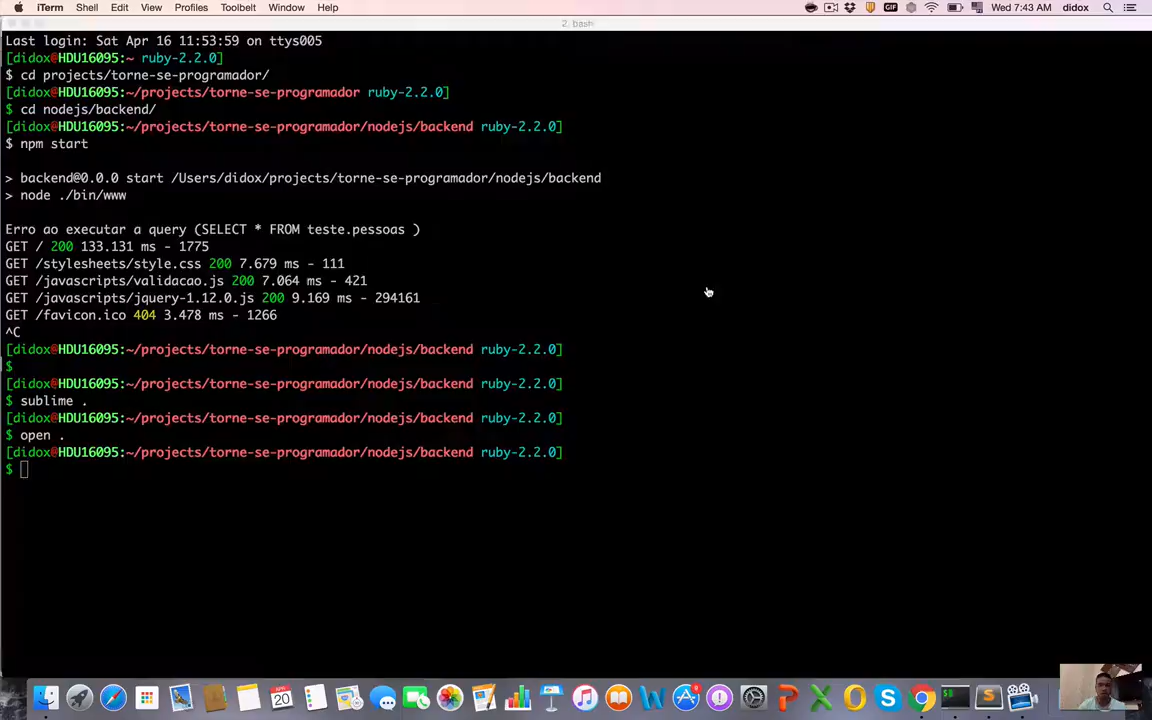 iTerm Shell Edit View Profiles Toolbelt Window Help GIF Wed 7:43 AM didox
2. bash
Last login: Sat Apr 16 11:53:59 on ttys005
[didox@HDU16095:~ ruby-2.2.0]
$ cd projects/torne-se-programador/
[didox@HDU16095:~/projects/torne-se-programador ruby-2.2.0]
$ cd nodejs/backend/
[didox@HDU16095:~/projects/torne-se-programador/nodejs/backend ruby-2.2.0]
$ npm start
> backend@0.0.0 start /Users/didox/projects/torne-se-programador/nodejs/backend
> node ./bin/www
Erro ao executar a query (SELECT * FROM teste.pessoas )
GET / 200 133.131 ms - 1775
GET /stylesheets/style.css 200 7.679 ms - 111
GET /javascripts/validacao.js 200 7.064 ms - 421
GET /javascripts/jquery-1.12.0.js 200 9.169 ms - 294161
GET /favicon.ico 404 3.478 ms - 1266
^C
[didox@HDU16095:~/projects/torne-se-programador/nodejs/backend ruby-2.2.0]
$
[didox@HDU16095:~/projects/torne-se-programador/nodejs/backend ruby-2.2.0]
$ sublime .
[didox@HDU16095:~/projects/torne-se-programador/nodejs/backend ruby-2.2.0]
$ open .
[didox@HDU16095:~/projects/torne-se-programador/nodejs/backend ruby-2.2.0]
$
APR
20